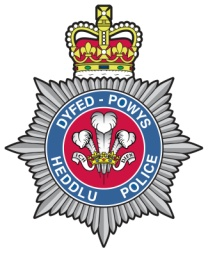 DYFED - POWYS
HEDDLU POLICE